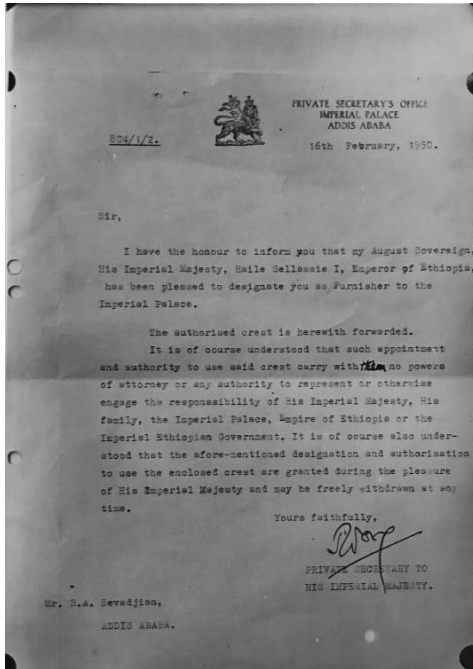 PRIVATE SECRETARY'S OFFICE
IMPERIAL PALACE
ADDIS ABABA
804/1/2.
16th February, 1950.
Sir,
I have the honour to inform you that my August Sovereign,
His Imperial Majesty, Haile Sellassie I, Emperor of Ethiopia,
has been pleased to designate you as Furnisher to the
Imperial Palace.
The authorised crest is herewith forwarded.
It is of course understood that such appointment
and authority to use said crest carry with them no powers
of attorney or any authority to represent or otherwise
engage the responsability of His Imperial Majesty, His
family, the Imperial Palace, Empire of Ethiopia or the
Imperial Ethiopian Government. It is of course also under-
stood that the afore-mentioned designation and authorisation
to use the enclosed crest are granted during the pleasure
of His Imperial Majesty and may be freely withdrawn at any
time.
Yours faithfully,
PRIVATE SECRETARY TO
HIS IMPERIAL MAJESTY.
Mr. B.A. Sevadjian,
ADDIS ABABA.